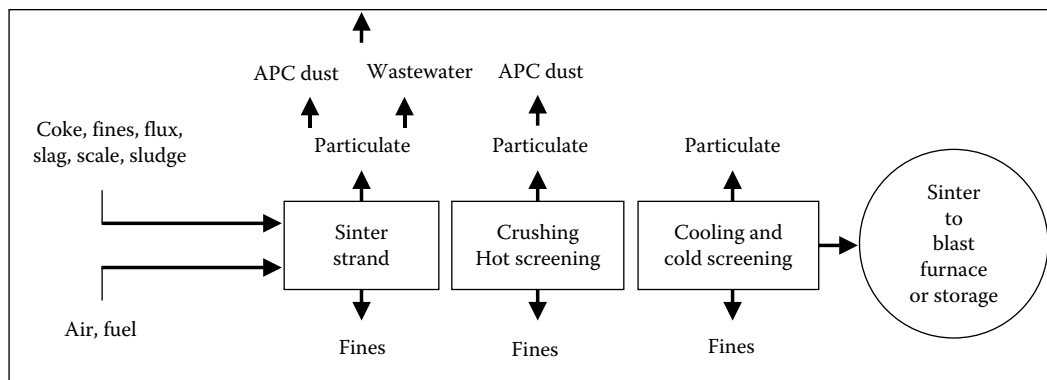 APC dust
Wastewater
APC dust
Coke, fines, flux,
slag, scale, sludge
Particulate
Particulate
Particulate
Sinter
strand
Crushing
Hot screening
Cooling and
cold screening
Sinter
to
blast
furnace
or storage
Air, fuel
Fines
Fines
Fines